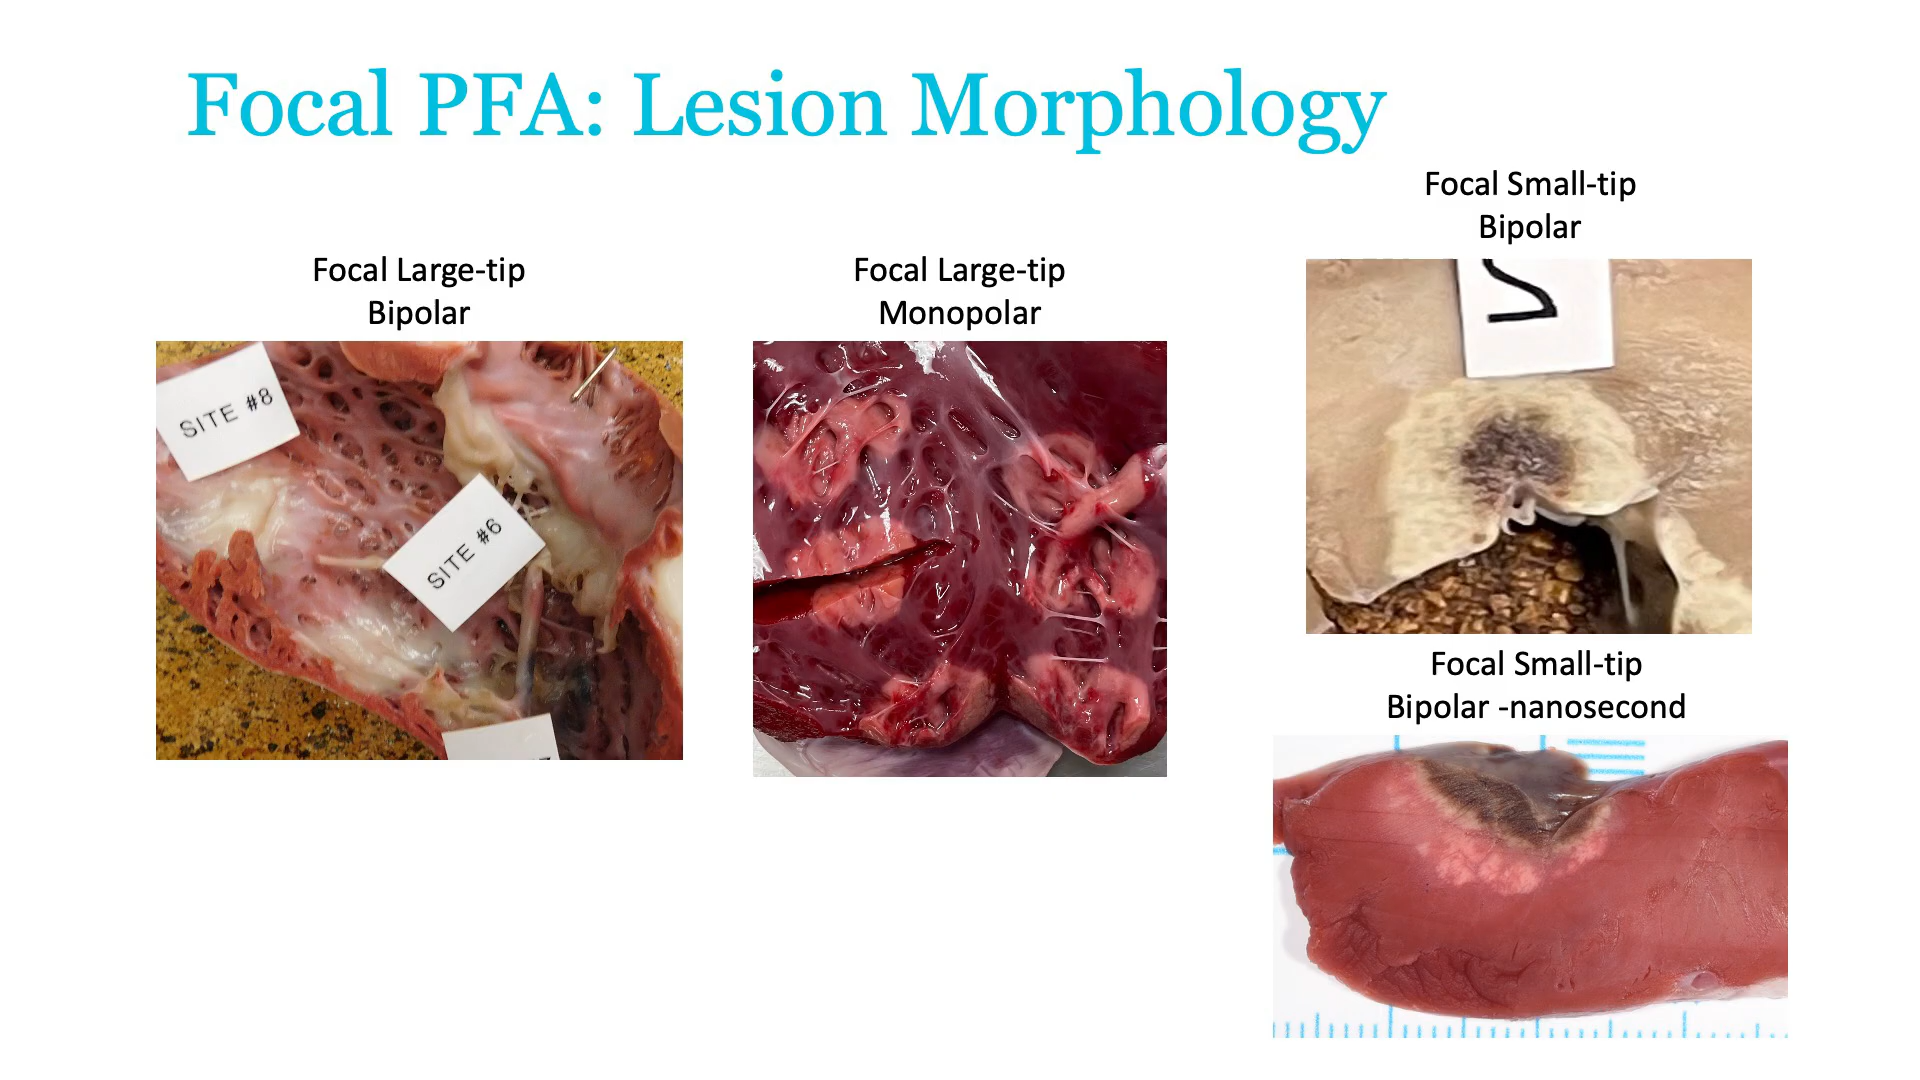 Focal PFA: Lesion Morphology
Focal Large-tip
Bipolar
SITE #8
SITE #6
Focal Large-tip
Monopolar
Focal Small-tip
Bipolar
Focal Small-tip
Bipolar -nanosecond